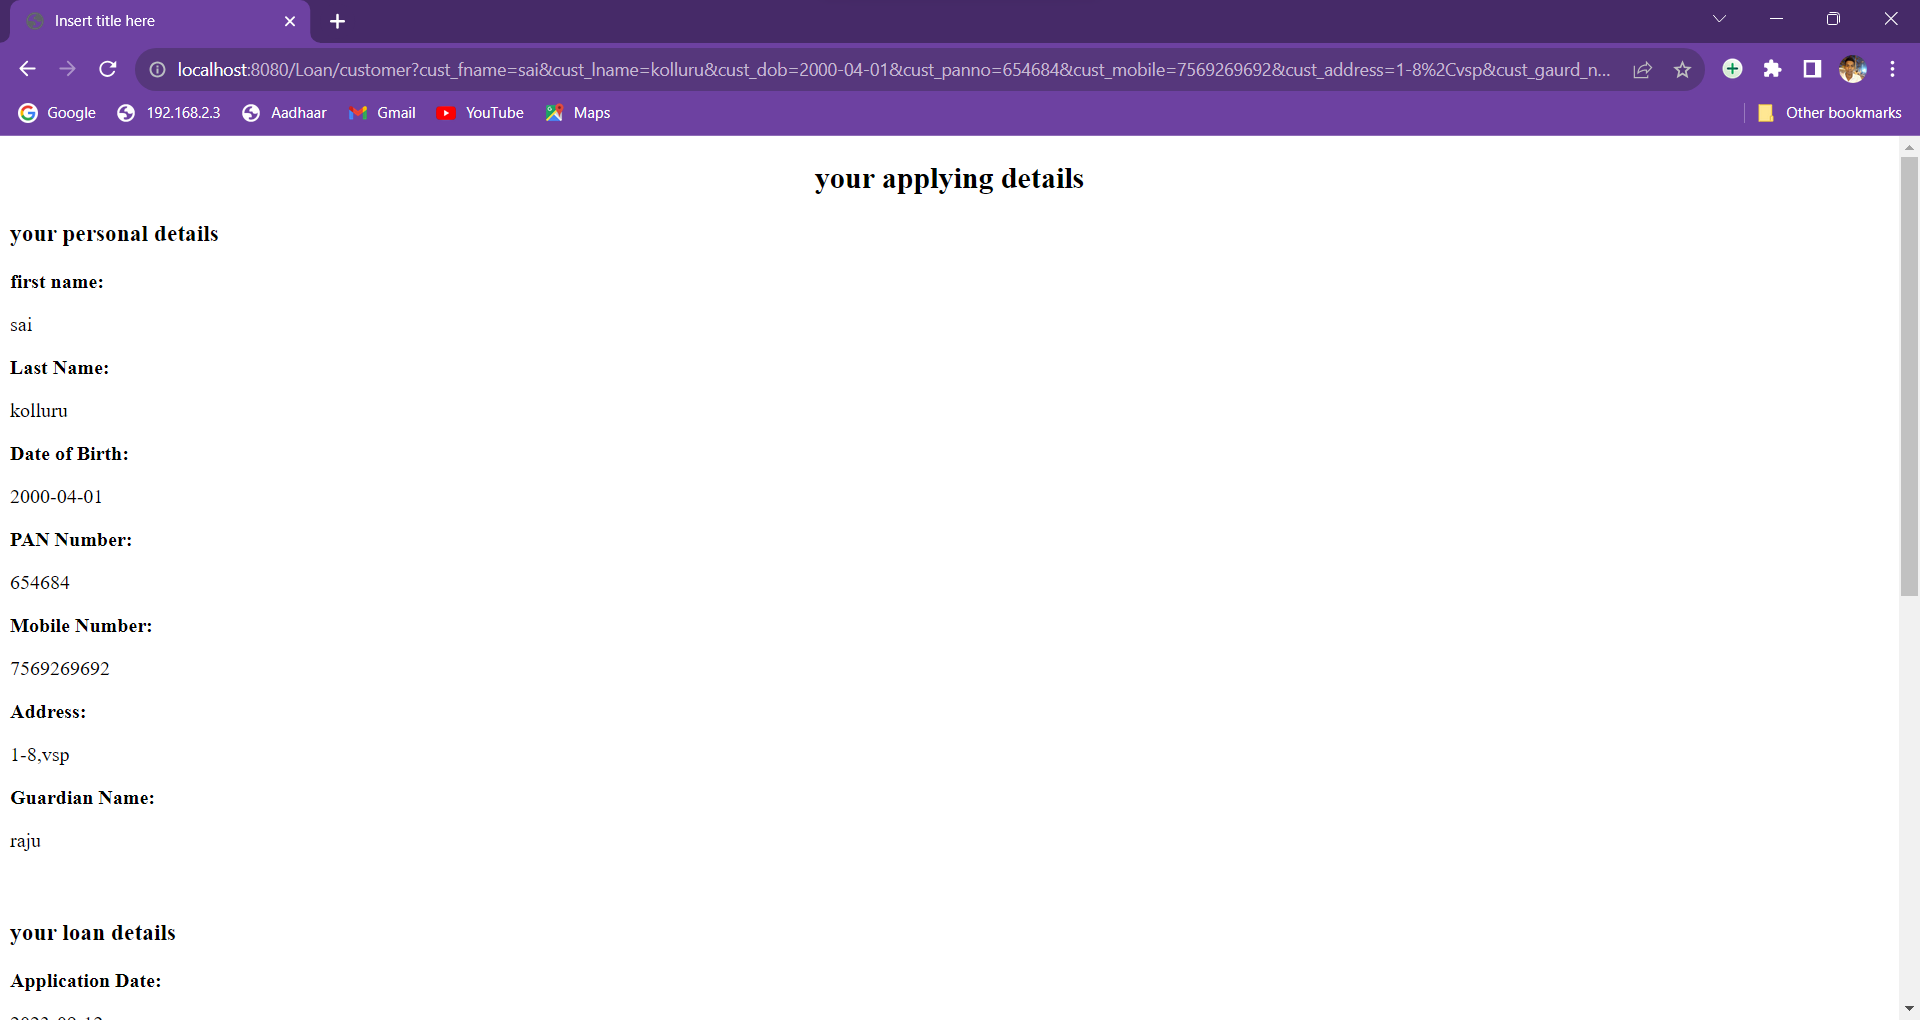 Insert title here
localhost:8080/Loan/customer?cust_fname=sai&cust_lname=kolluru&cust_dob=2000-04-01&cust_panno=654684&cust_mobile=7569269692&cust_address=1-8%2Cvsp&cust_gaurd_n...
Google 192.168.2.3 Aadhaar Gmail YouTube Maps Other bookmarks
your applying details
your personal details
first name:
sai
Last Name:
kolluru
Date of Birth:
2000-04-01
PAN Number:
654684
Mobile Number:
7569269692
Address:
1-8,vsp
Guardian Name:
raju
your loan details
Application Date: